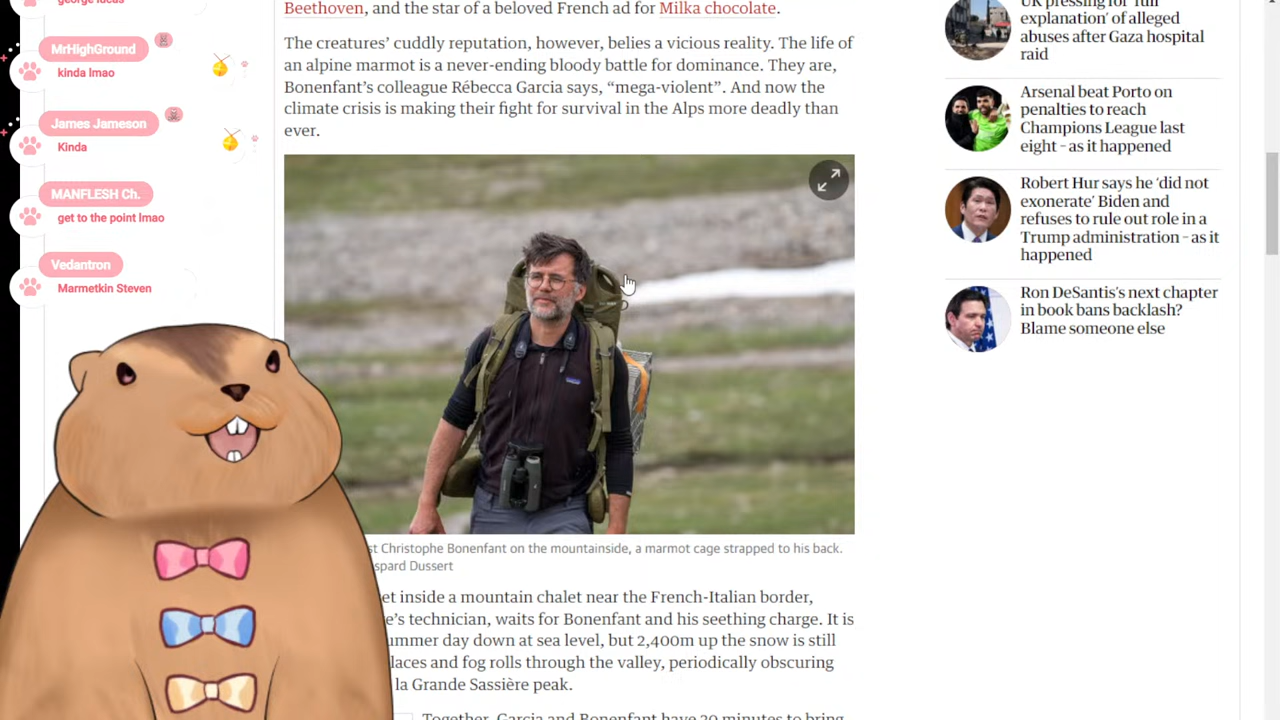 george lucas
MrHighGround
kinda lmao
James Jameson
Kinda
MANFLESH Ch.
get to the point lmao
Vedantron
Marmetkin Steven
Beethoven, and the star of a beloved French ad for Milka chocolate.
The creatures’ cuddly reputation, however, belies a vicious reality. The life of
an alpine marmot is a never-ending bloody battle for dominance. They are,
Bonenfant’s colleague Rébecca Garcia says, “mega-violent”. And now the
climate crisis is making their fight for survival in the Alps more deadly than
ever.
st Christophe Bonenfant on the mountainside, a marmot cage strapped to his back.
spard Dussert
et inside a mountain chalet near the French-Italian border,
e’s technician, waits for Bonenfant and his seething charge. It is
ummer day down at sea level, but 2,400m up the snow is still
laces and fog rolls through the valley, periodically obscuring
la Grande Sassière peak.
Together, Garcia and Bonenfant have 20 minutes to bring
UK pressing for ‘full
explanation’ of alleged
abuses after Gaza hospital
raid
Arsenal beat Porto on
penalties to reach
Champions League last
eight – as it happened
Robert Hur says he ‘did not
exonerate’ Biden and
refuses to rule out role in a
Trump administration – as it
happened
Ron DeSantis’s next chapter
in book bans backlash?
Blame someone else